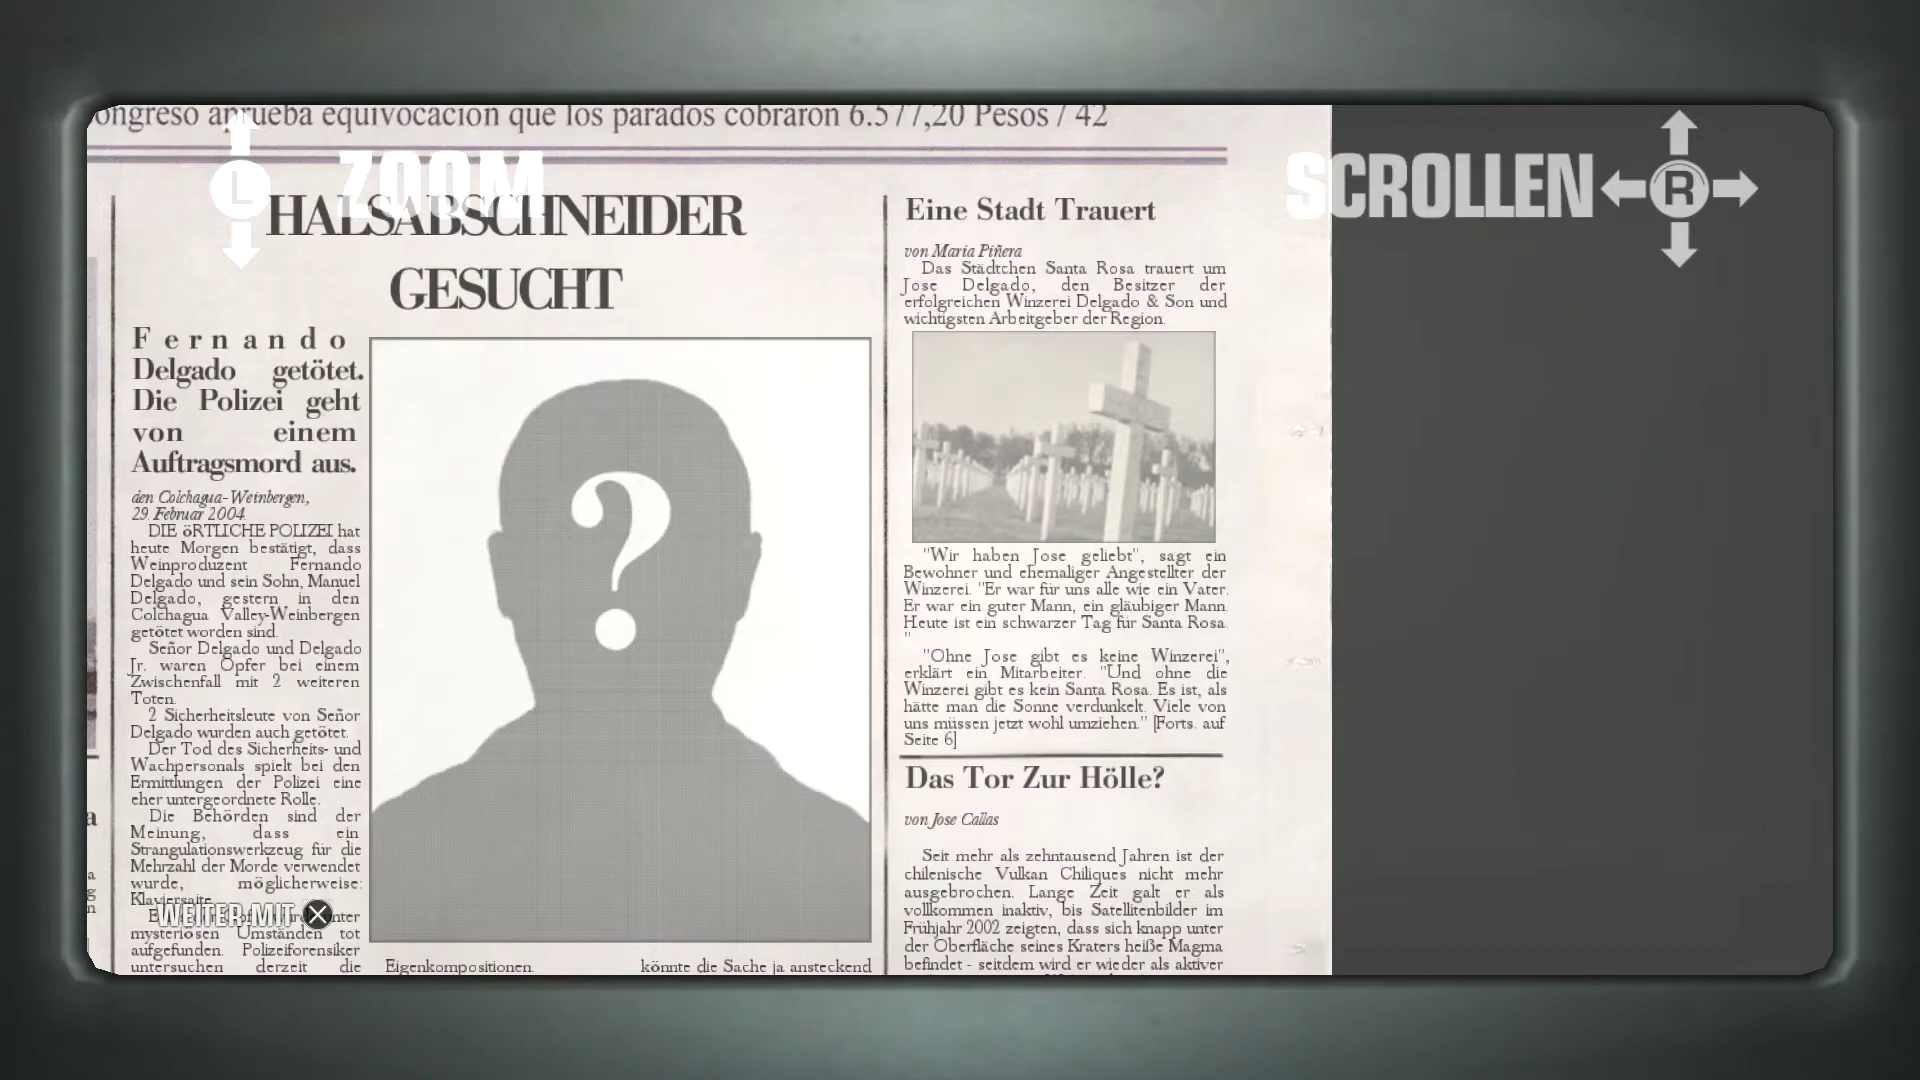 ongreso aprueba equivocacion que los parados cobraron 6.577,20 Pesos / 42
L ZOOM
SCROLLEN R
HALSABSCHNEIDER
GESUCHT
Fernando
Delgado getötet.
Die Polizei geht
von einem
Auftragsmord aus.
den Colchagua-Weinbergen,
29. Februar 2004.
DIE öRTLICHE POLIZEI hat
heute Morgen bestätigt, dass
Weinproduzent Fernando
Delgado und sein Sohn, Manuel
Delgado, gestern in den
Colchagua Valley-Weinbergen
getötet worden sind.
Señor Delgado und Delgado
Jr. waren Opfer bei einem
Zwischenfall mit 2 weiteren
Toten.
2 Sicherheitsleute von Señor
Delgado wurden auch getötet.
Der Tod des Sicherheits- und
Wachpersonals spielt bei den
Ermittlungen der Polizei eine
eher untergeordnete Rolle.
Die Behörden sind der
Meinung, dass ein
Strangulationswerkzeug für die
Mehrzahl der Morde verwendet
wurde, möglicherweise:
Klaviersaite.
WEITER MIT
mysteriösen Umständen tot
aufgefunden. Polizeiforensiker
untersuchen derzeit die
Eigenkompositionen.
könnte die Sache ja ansteckend
Eine Stadt Trauert
von Maria Piñera
Das Städtchen Santa Rosa trauert um
Jose Delgado, den Besitzer der
erfolgreichen Winzerei Delgado & Son und
wichtigsten Arbeitgeber der Region.
"Wir haben Jose geliebt", sagt ein
Bewohner und ehemaliger Angestellter der
Winzerei. "Er war für uns alle wie ein Vater.
Er war ein guter Mann, ein gläubiger Mann.
Heute ist ein schwarzer Tag für Santa Rosa.
"
"Ohne Jose gibt es keine Winzerei",
erklärt ein Mitarbeiter. "Und ohne die
Winzerei gibt es kein Santa Rosa. Es ist, als
hätte man die Sonne verdunkelt. Viele von
uns müssen jetzt wohl umziehen." [Forts. auf
Seite 6]
Das Tor Zur Hölle?
von Jose Callas
Seit mehr als zehntausend Jahren ist der
chilenische Vulkan Chiliques nicht mehr
ausgebrochen. Lange Zeit galt er als
vollkommen inaktiv, bis Satellitenbilder im
Frühjahr 2002 zeigten, dass sich knapp unter
der Oberfläche seines Kraters heiße Magma
befindet - seitdem wird er wieder als aktiver